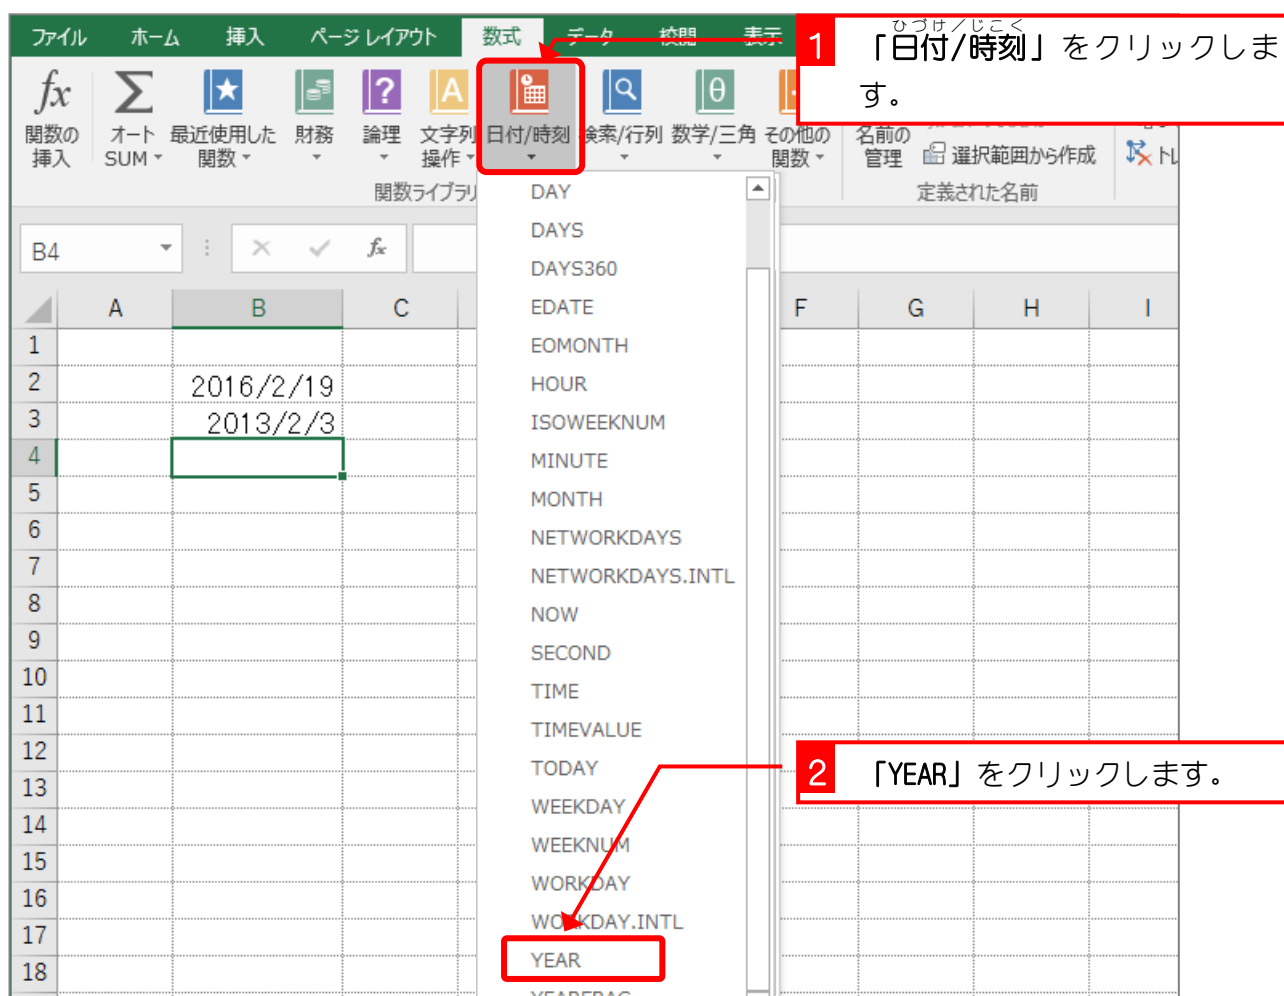 ファイル ホーム 挿入 ページ レイアウト 数式 データ 校閲 表示
1
ひづけ/じこく
「日付/時刻」をクリックしま
す。
fx
関数の
挿入
オート
SUM
最近使用した
関数
財務
論理
文字列
操作
日付/時刻
検索/行列
数学/三角
その他の
関数
名前の
管理
選択範囲から作成
関数ライブラリ
定義された名前
B4
fx
A B C F G H I
1
2 2016/2/19
3 2013/2/3
4
5
6
7
8
9
10
11
12
13
14
15
16
17
18
DAY
DAYS
DAYS360
EDATE
EOMONTH
HOUR
ISOWEEKNUM
MINUTE
MONTH
NETWORKDAYS
NETWORKDAYS.INTL
NOW
SECOND
TIME
TIMEVALUE
TODAY
WEEKDAY
WEEKNUM
WORKDAY
WORKDAY.INTL
YEAR
YEARFRAC
2 「YEAR」をクリックします。